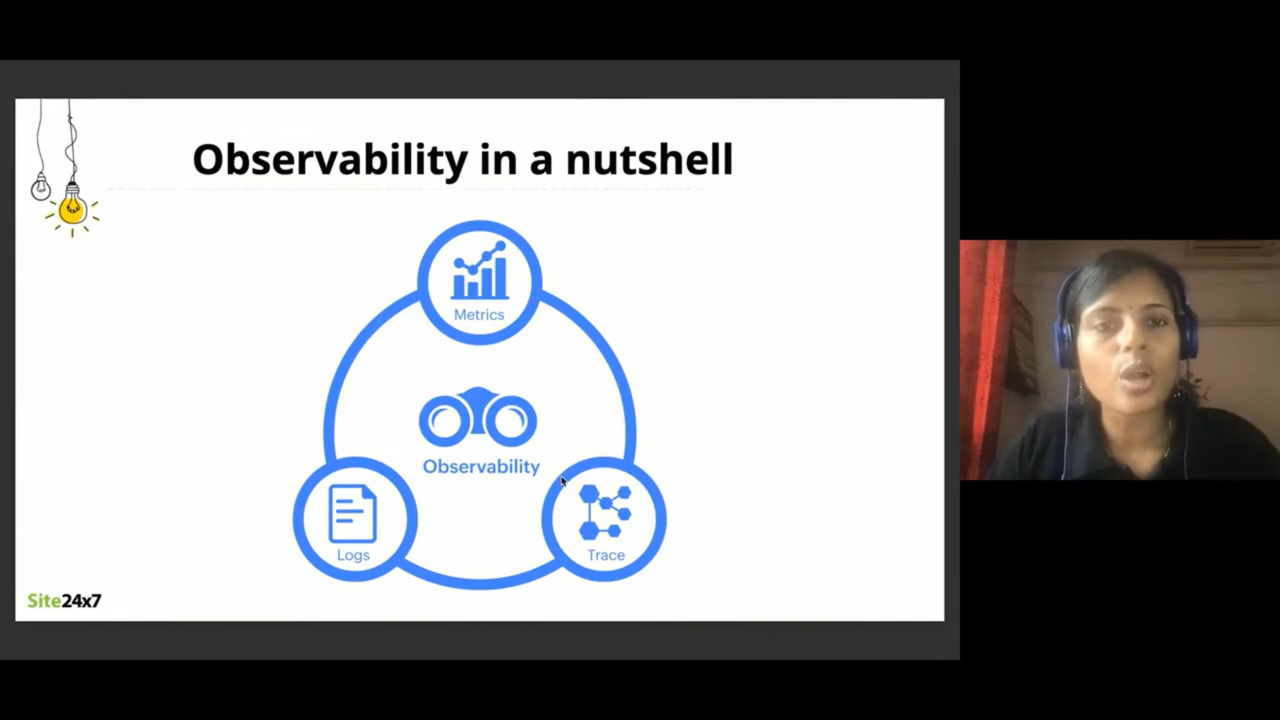 Observability in a nutshell
Metrics
Observability
Logs
Trace
Site24x7